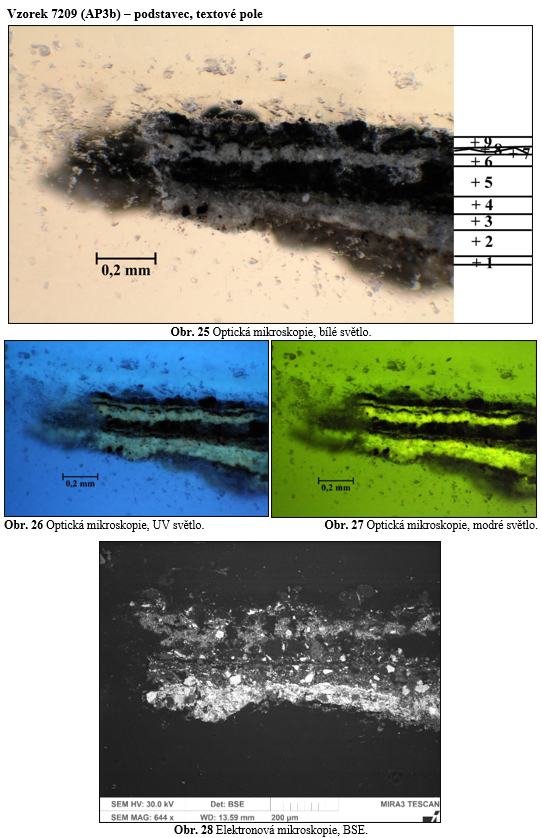 Vzorek 7209 (AP3b) – podstavec, textové pole
+ 9
+ 8
+ 7
+ 6
+ 5
+ 4
+ 3
+ 2
+ 1
0,2 mm
Obr. 25 Optická mikroskopie, bílé světlo.
0,2 mm
0,2 mm
Obr. 26 Optická mikroskopie, UV světlo.
Obr. 27 Optická mikroskopie, modré světlo.
SEM HV: 30.0 kV
Det: BSE
MIRA3 TESCAN
SEM MAG: 644 x
WD: 13.59 mm
200 µm
Obr. 28 Elektronová mikroskopie, BSE.